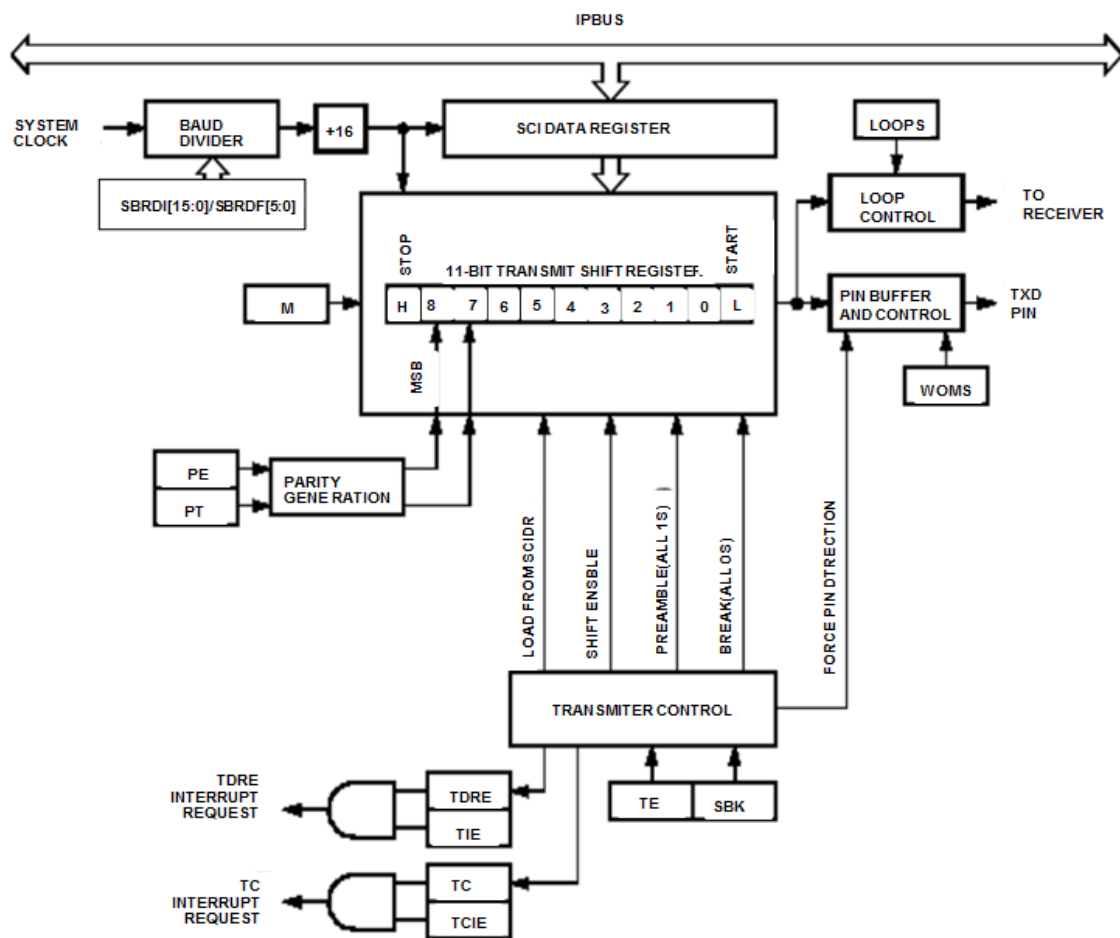 IPBUS
SYSTEM
CLOCK
BAUD
DIVIDER
+16
SCI DATA REGISTER
LOOPS
SBRDI[15:0]/SBRDF[5:0]
LOOP
CONTROL
TO
RECEIVER
STOP
START
11-BIT TRANSMIT SHIFT REGISTEF.
H 8 7 6 5 4 3 2 1 0 L
M
PIN BUFFER
AND CONTROL
TXD
PIN
MSB
WOMS
PE
PT
PARITY
GENERATION
LOAD FROM SCIDR
SHIFT ENSBLE
PREAMBLE(ALL 1S)
BREAK(ALL 0S)
FORCE PIN DTRECTION
TRANSMITER CONTROL
TDRE
INTERRUPT
REQUEST
TDRE
TIE
TE
SBK
TC
INTERRUPT
REQUEST
TC
TCIE